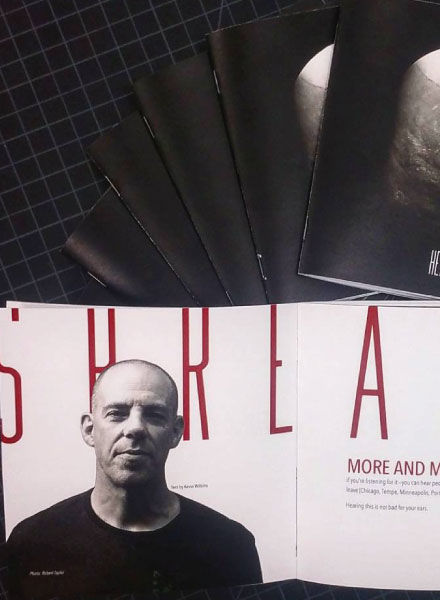 SHREA
Text by Kevin Wilkins
MORE AND M
If you're listening for it—you can hear peo
leave (Chicago, Tempe, Minneapolis, Por
Hearing this is not bad for your ears.
Photo: Robert Taylor
HE